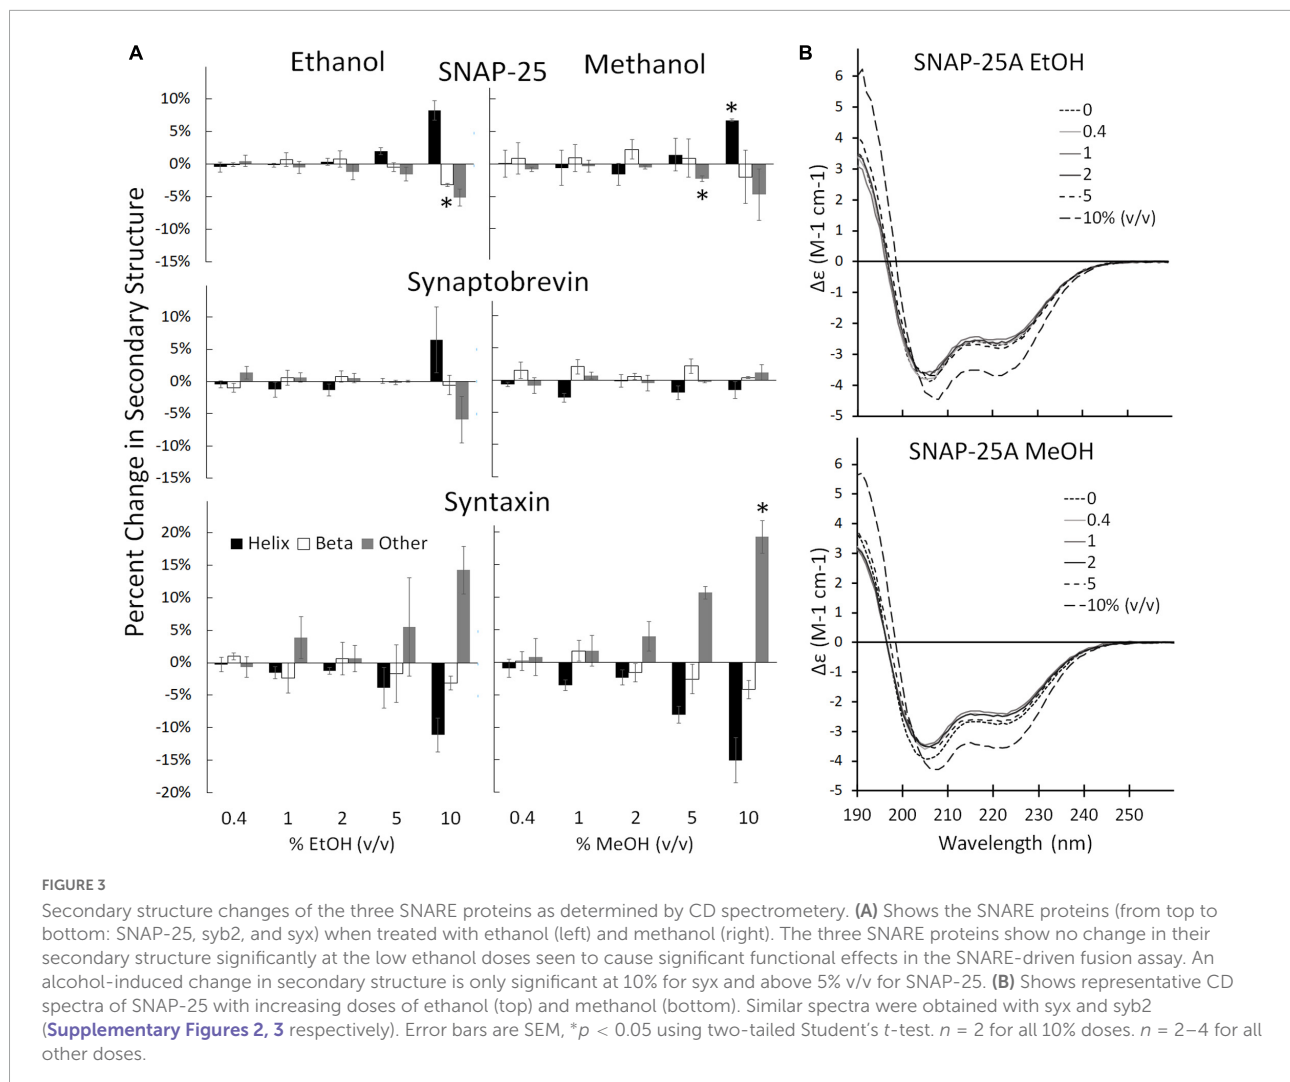 A
Ethanol
SNAP-25
Methanol
Percent Change in Secondary Structure
10%
5%
0%
-5%
-10%
-15%
*
*
*
Synaptobrevin
10%
5%
0%
-5%
-10%
-15%
Syntaxin
Helix Beta Other
20%
15%
10%
5%
0%
-5%
-10%
-15%
-20%
*
0.4 1 2 5 10
% EtOH (v/v)
0.4 1 2 5 10
% MeOH (v/v)
B
SNAP-25A EtOH
Δε (M-1 cm-1)
6
5
4
3
2
1
0
-1
-2
-3
-4
-5
0
0.4
1
2
5
10% (v/v)
SNAP-25A MeOH
Δε (M-1 cm-1)
6
5
4
3
2
1
0
-1
-2
-3
-4
-5
0
0.4
1
2
5
10% (v/v)
190 200 210 220 230 240 250
Wavelength (nm)
FIGURE 3
Secondary structure changes of the three SNARE proteins as determined by CD spectrometery. (A) Shows the SNARE proteins (from top to
bottom: SNAP-25, syb2, and syx) when treated with ethanol (left) and methanol (right). The three SNARE proteins show no change in their
secondary structure significantly at the low ethanol doses seen to cause significant functional effects in the SNARE-driven fusion assay. An
alcohol-induced change in secondary structure is only significant at 10% for syx and above 5% v/v for SNAP-25. (B) Shows representative CD
spectra of SNAP-25 with increasing doses of ethanol (top) and methanol (bottom). Similar spectra were obtained with syx and syb2
(Supplementary Figures 2, 3 respectively). Error bars are SEM, *p < 0.05 using two-tailed Student's t-test. n = 2 for all 10% doses. n = 2–4 for all
other doses.